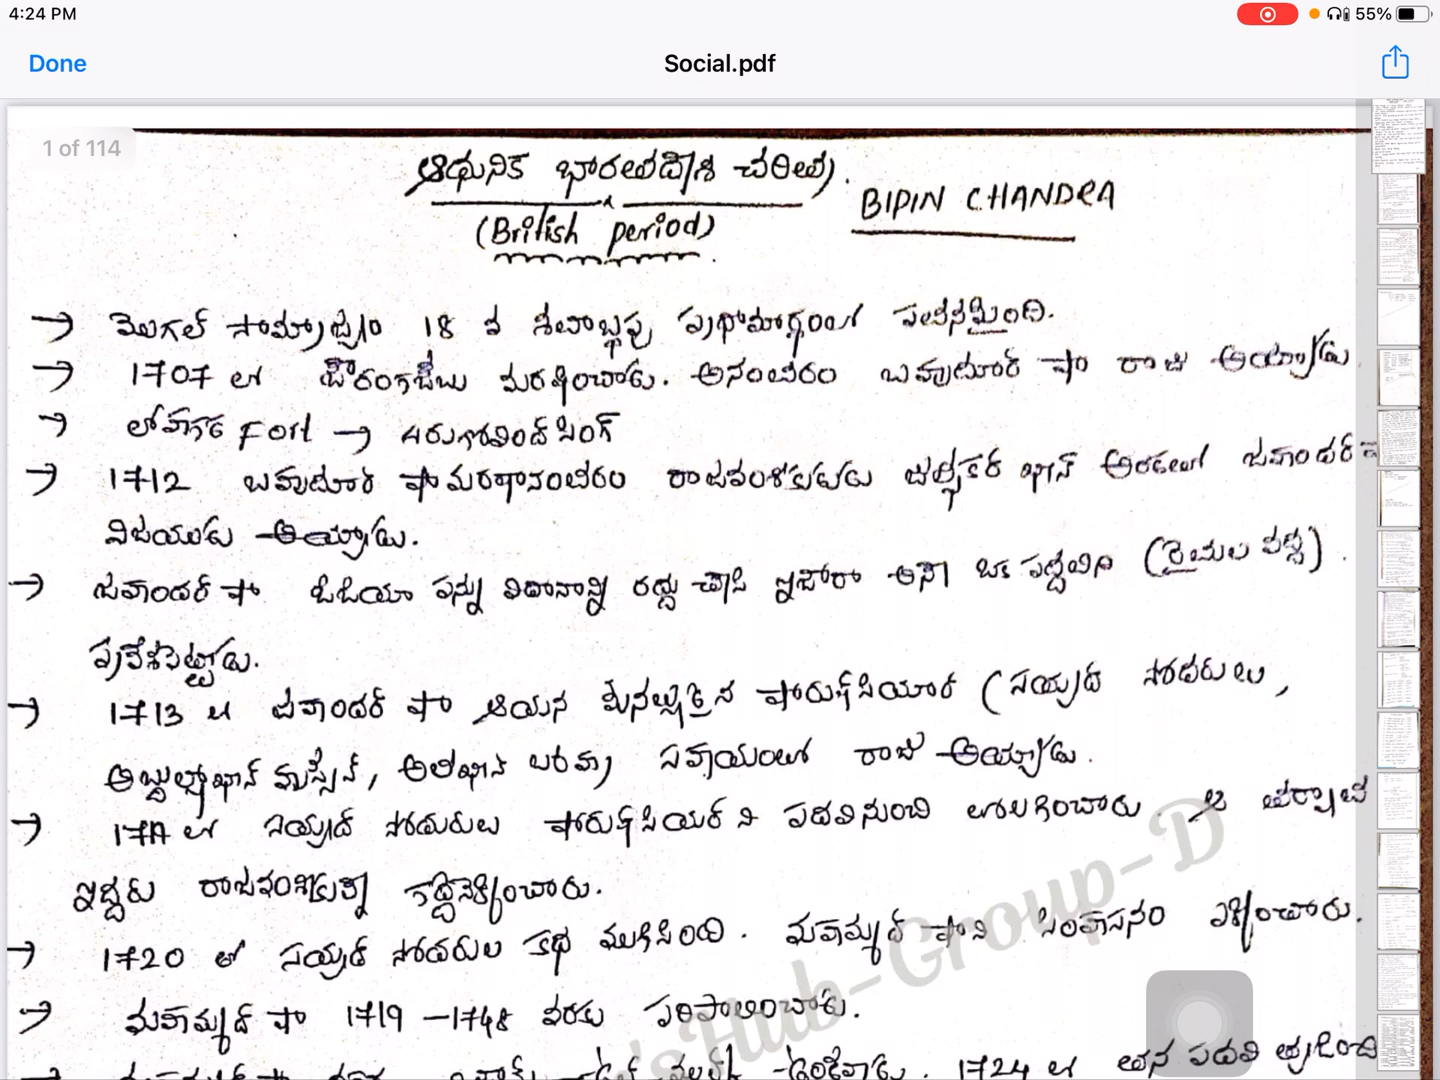 4:24 PM
55%
Done
Social.pdf
1 of 114
ఆధునిక భారతదేశ చరిత్ర.
BIPIN CHANDRA
(British period)
→ మొగల్ సామ్రాజ్యం 18 వ శతాబ్దపు ప్రథమార్ధంలో పతనమైంది.
→ 1707 లో ఔరంగజేబు మరణించాడు. అనంతరం బహదూర్ షా రాజు అయ్యాడు.
→ లోహగఢ Fort → గురుగోవింద్ సింగ్
→ 1712 బహదూర్ షా మరణానంతరం రాజవంశీకుడు జుల్ఫికర్ ఖాన్ అండతో జహందర్
విజయుడు అయ్యాడు.
→ జహందర్ షా జిజియా పన్ను విధానాన్ని రద్దు చేసి ఇజారా అనే ఒక పద్ధతిని (రైతుల వద్ద).
ప్రవేశపెట్టాడు.
→ 1713 లో జహందర్ షా ఆయన మేనల్లుడైన ఫారుఖ్ సియార్ (సయ్యద్ సోదరులు,
అబ్దుల్లాఖాన్ హుస్సేన్, అలీఖాన్ బరహ) సహాయంతో రాజు అయ్యాడు.
→ లో సయ్యద్ సోదరులు ఫారుఖ్ సియర్ ని పదవినుంచి తొలగించారు. ఆ తర్వాత
ఇద్దరు రాజవంశీకుల్ని గద్దెనెక్కించారు.
→ 1720 లో సయ్యద్ సోదరుల కథ ముగిసింది. మహమ్మద్ షాని సింహాసనం ఎక్కించారు.
→ మహమ్మద్ షా 1719 – 1748 వరకు పరిపాలించాడు.
ఉండేవాడు. 1724 లో తన పదవి
Hub-Group-D